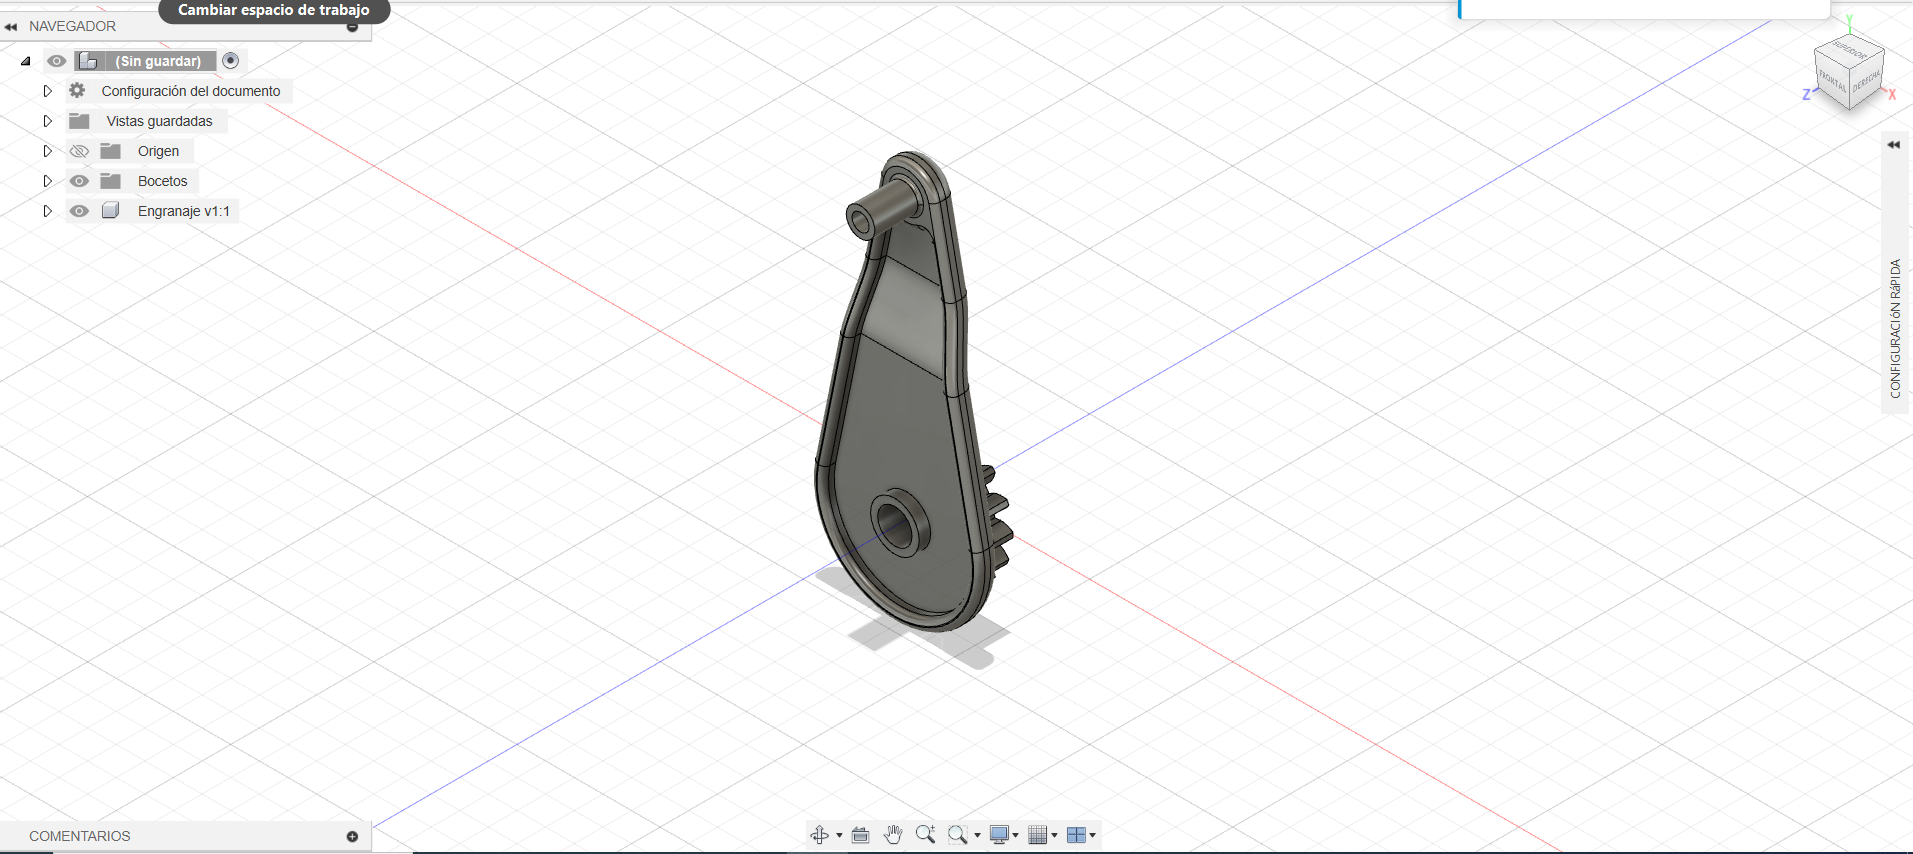 Cambiar espacio de trabajo
NAVEGADOR
(Sin guardar)
Configuración del documento
Vistas guardadas
Origen
Bocetos
Engranaje v1:1
Y
SUPERIOR
FRONTAL
DERECHA
Z
X
CONFIGURACIóN RáPIDA
COMENTARIOS